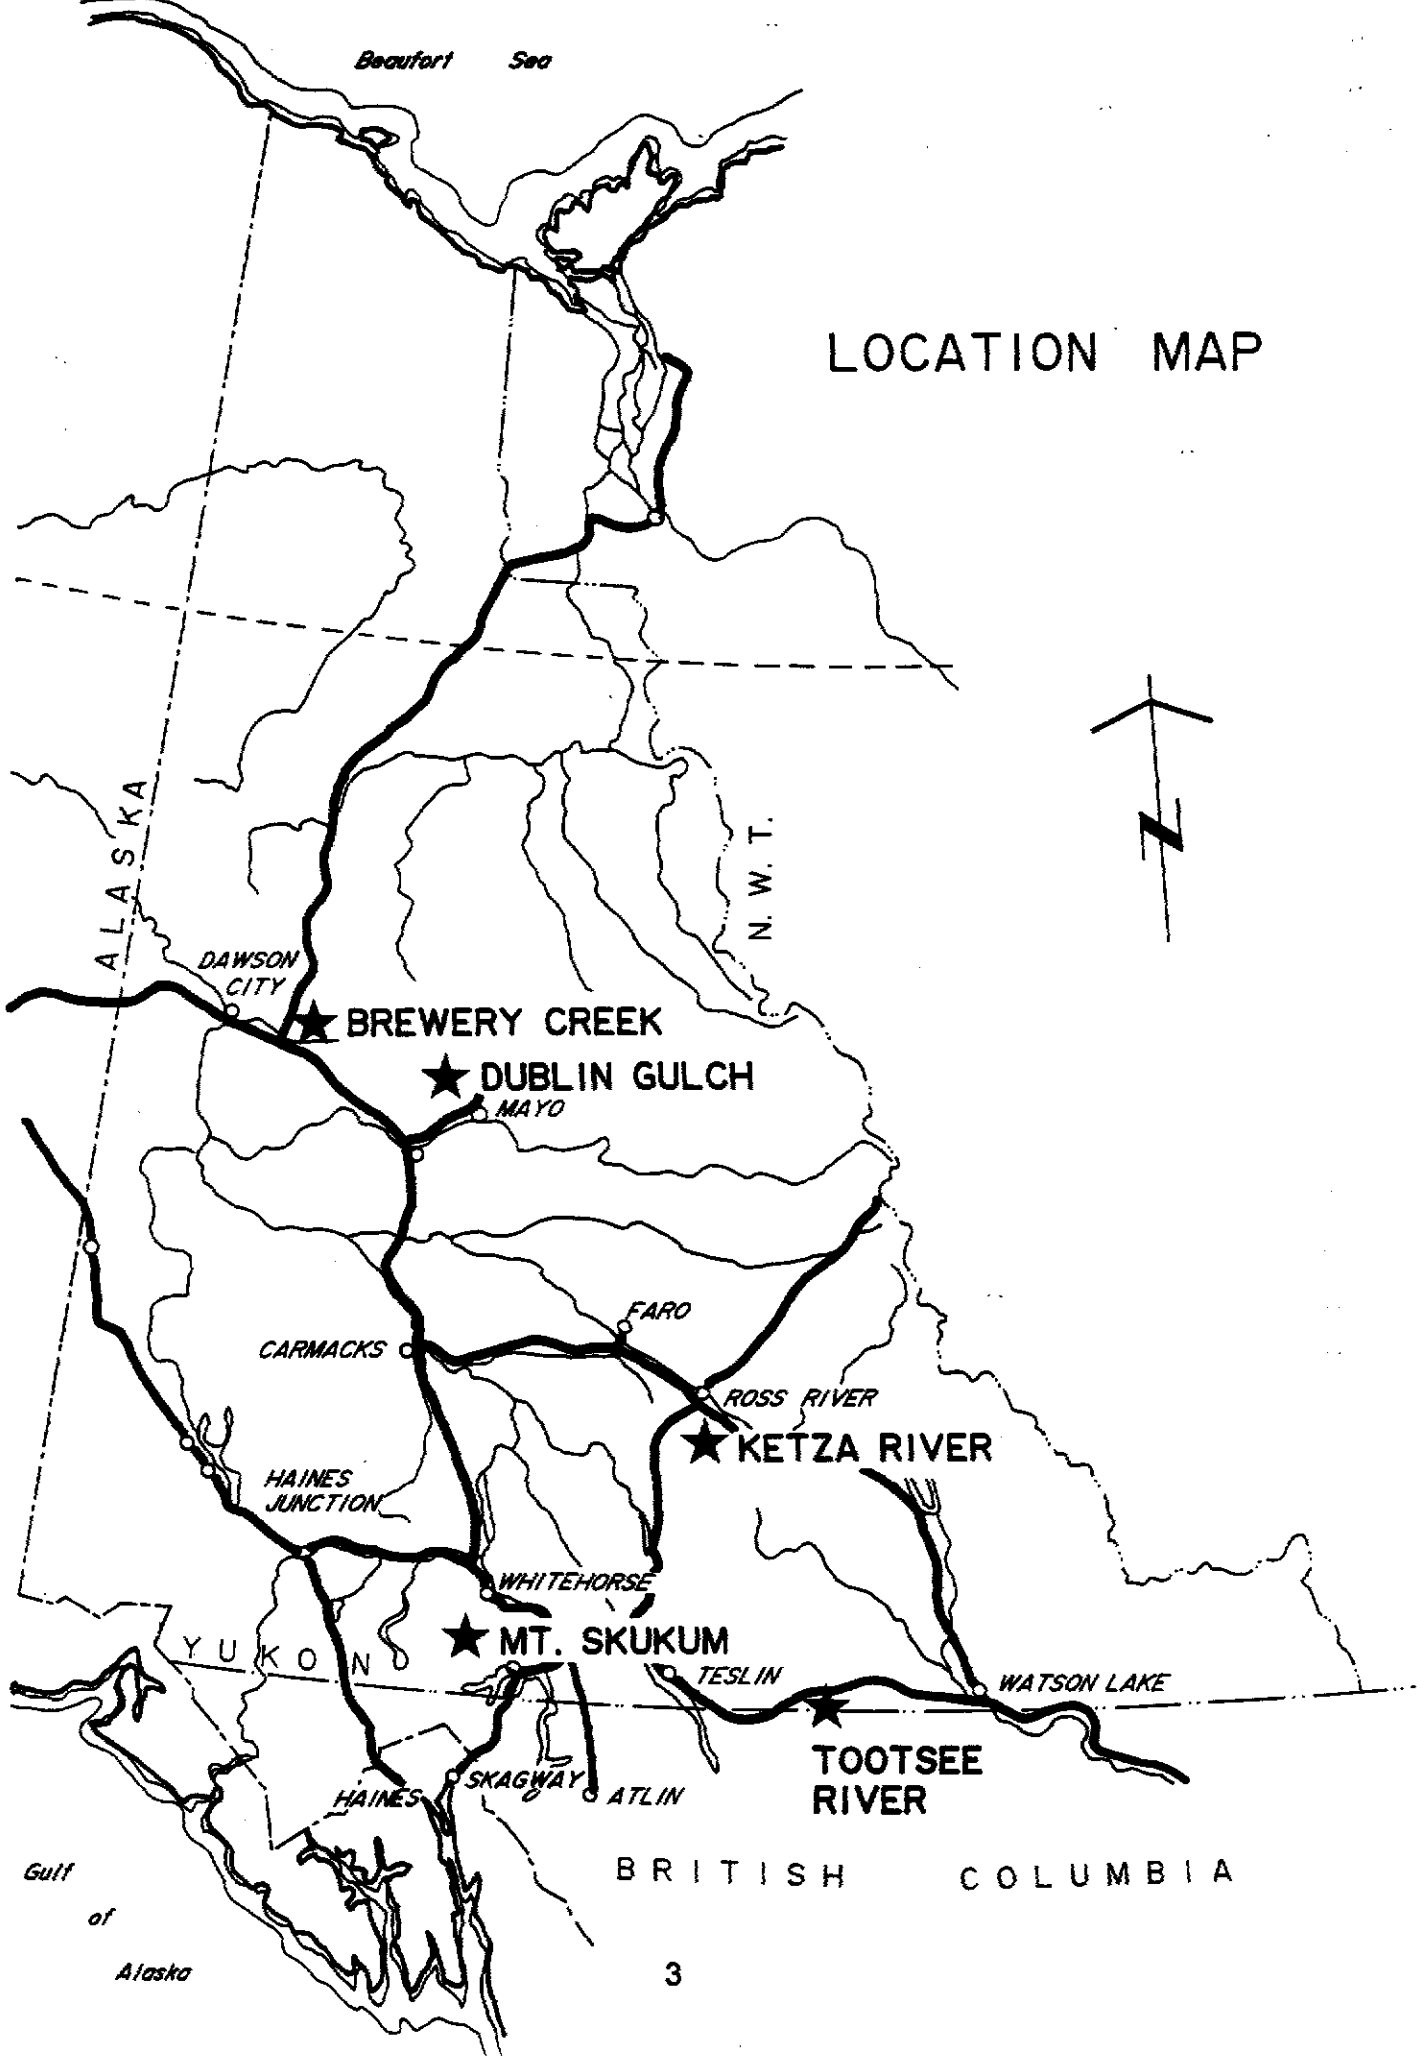 Beaufort Sea
LOCATION MAP
ALASKA
N.W.T.
N
DAWSON
CITY
BREWERY CREEK
DUBLIN GULCH
MAYO
FARO
CARMACKS
ROSS RIVER
KETZA RIVER
HAINES
JUNCTION
WHITEHORSE
MT. SKUKUM
YUKON
TESLIN
WATSON LAKE
TOOTSEE
RIVER
SKAGWAY
HAINES
ATLIN
BRITISH COLUMBIA
Gulf
of
Alaska
3